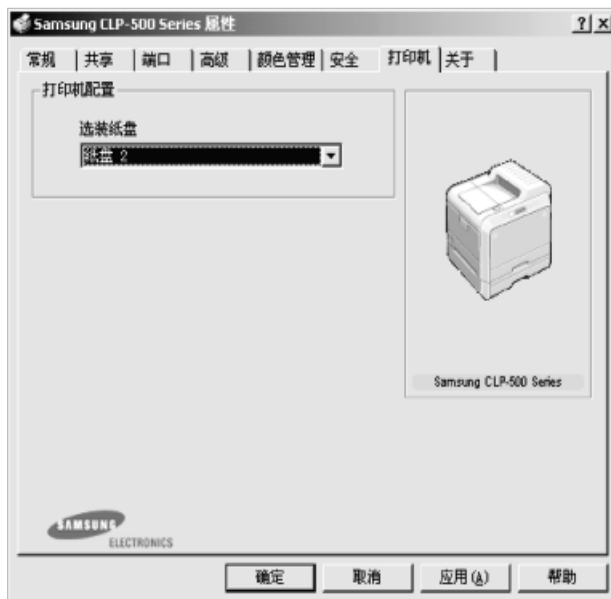 Samsung CLP-500 Series 属性
常规 共享 端口 高级 颜色管理 安全 打印机 关于
打印机配置
选装纸盘
纸盘 2
Samsung CLP-500 Series
SAMSUNG
ELECTRONICS
确定 取消 应用(A) 帮助